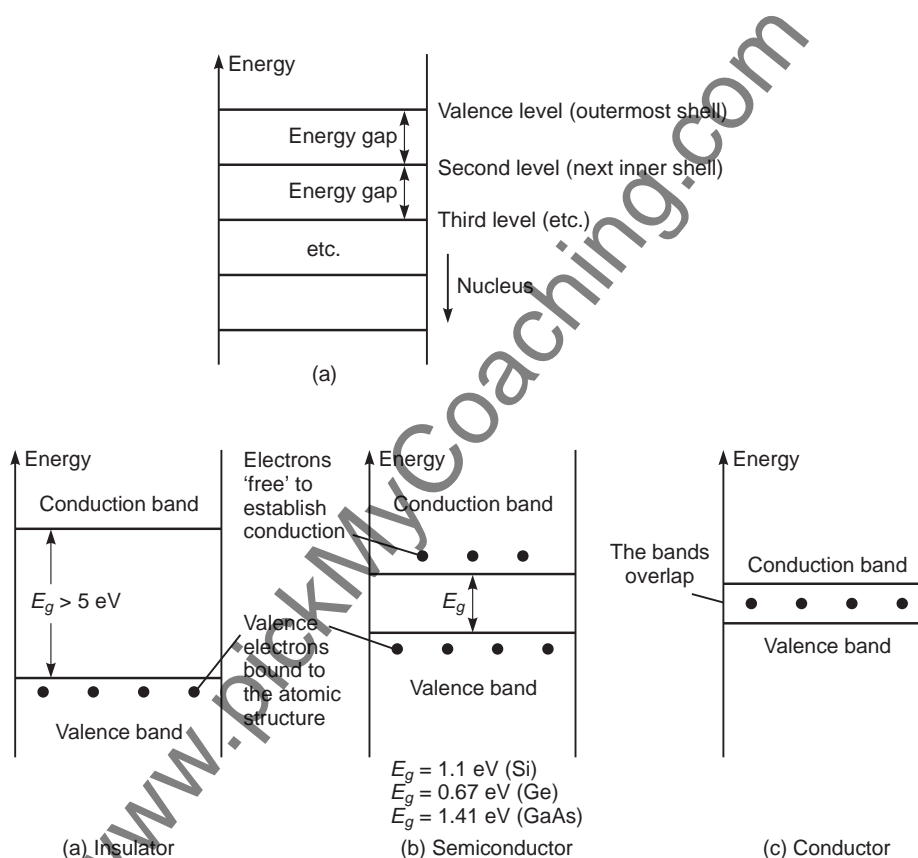 Energy
Valence level (outermost shell)
Energy gap
Second level (next inner shell)
Energy gap
Third level (etc.)
etc.
Nucleus
(a)
Energy
Conduction band
E_g > 5 eV
Valence band
(a) Insulator
Electrons
‘free’ to
establish
conduction
Valence
electrons
bound to
the atomic
structure
Energy
Conduction band
E_g
Valence band
E_g = 1.1 eV (Si)
E_g = 0.67 eV (Ge)
E_g = 1.41 eV (GaAs)
(b) Semiconductor
The bands
overlap
Energy
Conduction band
Valence band
(c) Conductor
www.pickMyCoaching.com